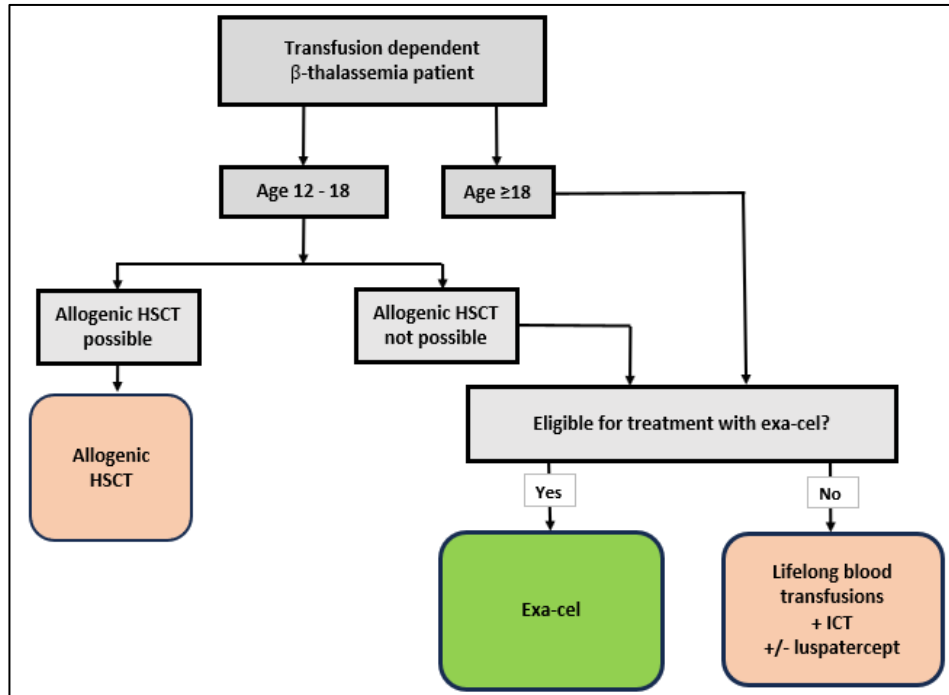 Transfusion dependent
β-thalassemia patient
Age 12 - 18
Age ≥18
Allogenic HSCT
possible
Allogenic HSCT
not possible
Allogenic
HSCT
Eligible for treatment with exa-cel?
Yes
No
Exa-cel
Lifelong blood
transfusions
+ ICT
+/- luspatercept